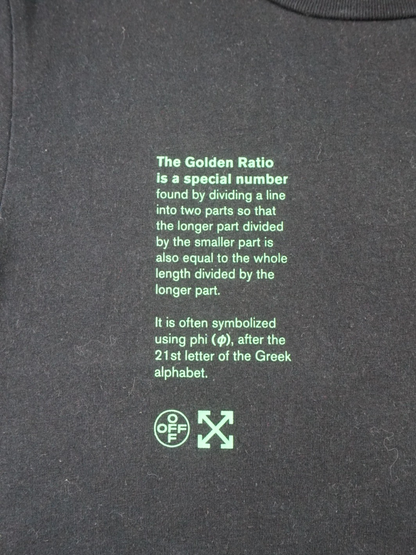 The Golden Ratio
is a special number
found by dividing a line
into two parts so that
the longer part divided
by the smaller part is
also equal to the whole
length divided by the
longer part.
It is often symbolized
using phi (ϕ), after the
21st letter of the Greek
alphabet.
O
OFF
F